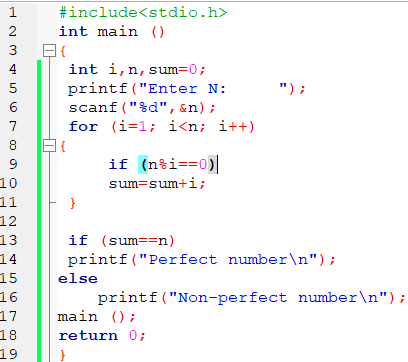 1 #include<stdio.h>
2 int main ()
3 {
4 int i,n,sum=0;
5 printf("Enter N:     ");
6 scanf("%d",&n);
7 for (i=1; i<n; i++)
8 {
9 if (n%i==0)
10 sum=sum+i;
11 }
12
13 if (sum==n)
14 printf("Perfect number\n");
15 else
16 printf("Non-perfect number\n");
17 main ();
18 return 0;
19 }